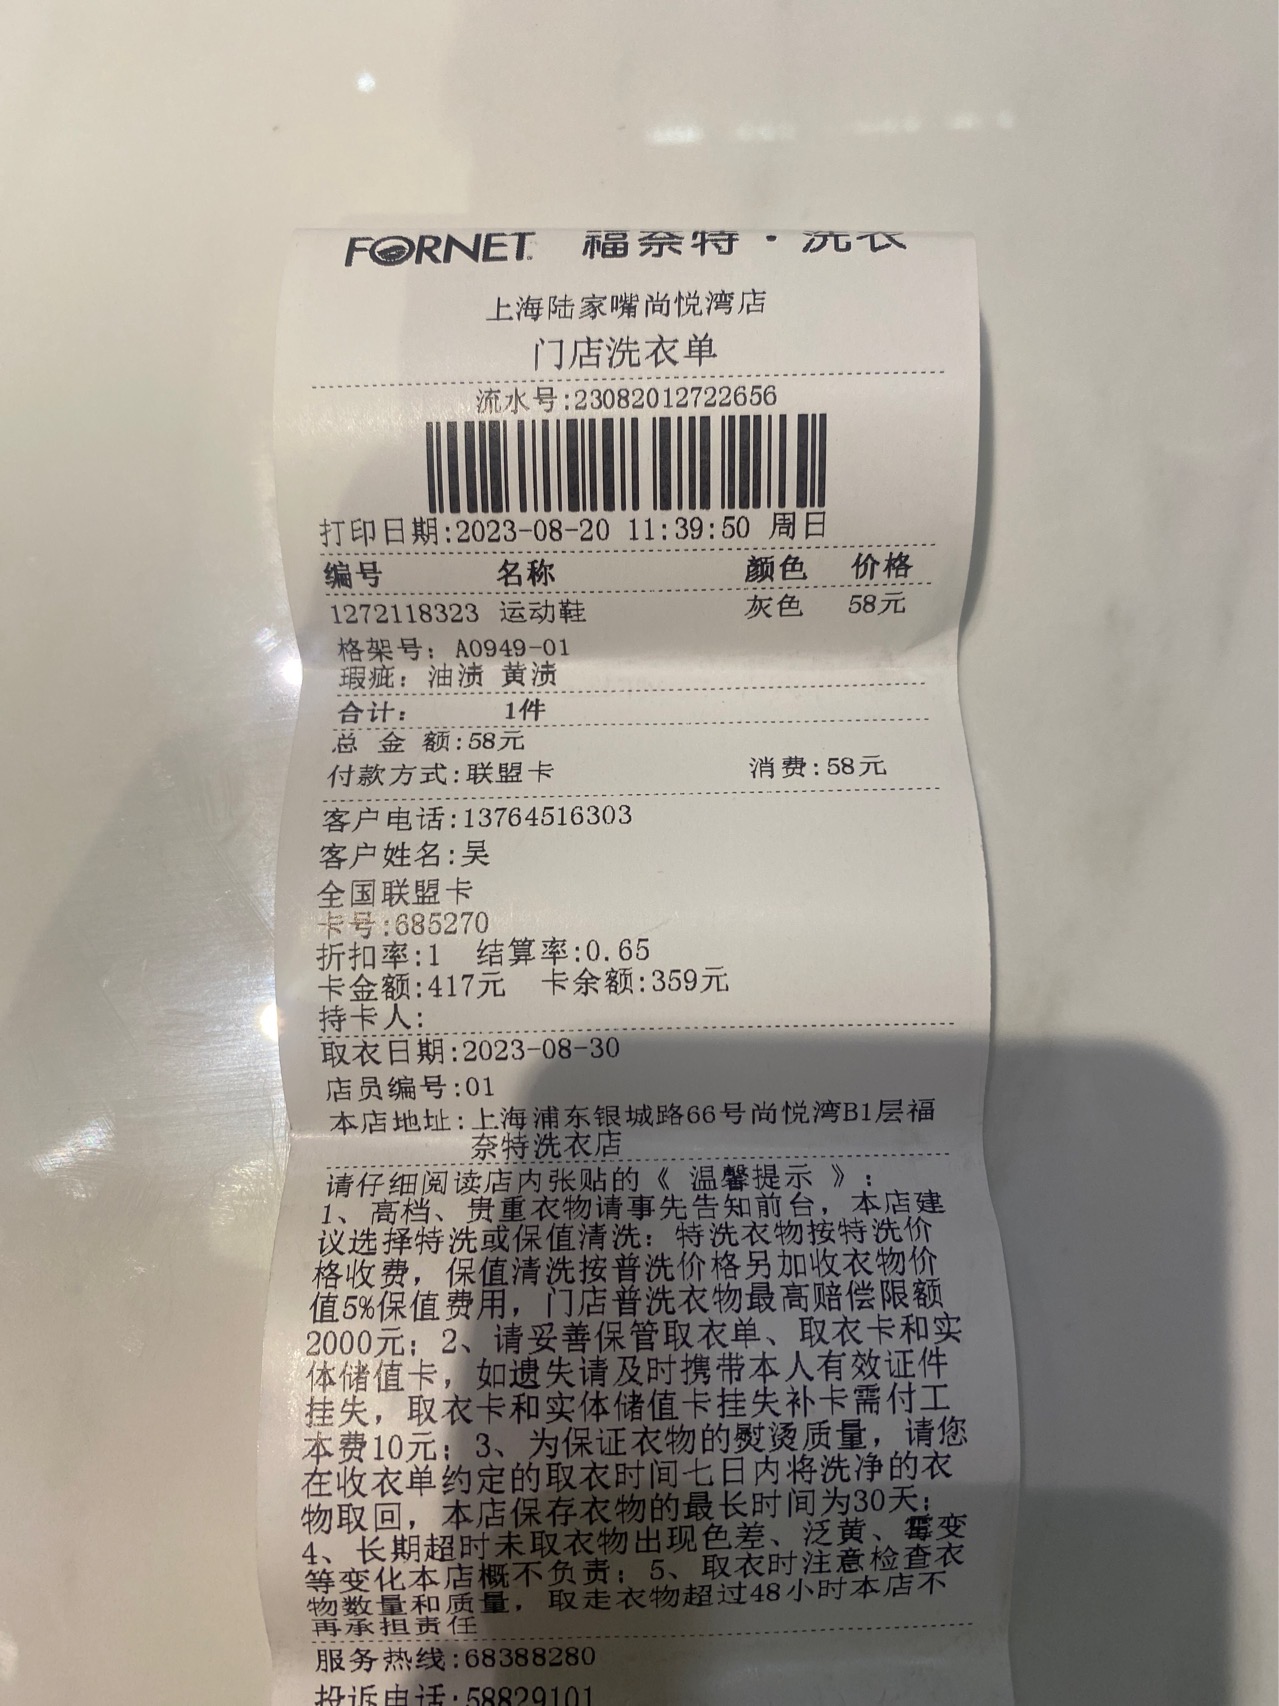 FORNET 福奈特·洗衣
上海陆家嘴尚悦湾店
门店洗衣单
流水号:23082012722656
打印日期:2023-08-20 11:39:50 周日
编号 名称 颜色 价格
1272118323 运动鞋 灰色 58元
格架号: A0949-01
瑕疵: 油渍 黄渍
合计: 1件
总 金 额:58元
付款方式:联盟卡 消费:58元
客户电话:13764516303
客户姓名:吴
全国联盟卡
卡号:685270
折扣率:1 结算率:0.65
卡金额:417元 卡余额:359元
持卡人:
取衣日期:2023-08-30
店员编号:01
本店地址:上海浦东银城路66号尚悦湾B1层福
奈特洗衣店
请仔细阅读店内张贴的《 温馨提示 》:
1、高档、贵重衣物请事先告知前台，本店建
议选择特洗或保值清洗: 特洗衣物按特洗价
格收费，保值清洗按普洗价格另加收衣物价
值5%保值费用，门店普洗衣物最高赔偿限额
2000元; 2、请妥善保管取衣单、取衣卡和实
体储值卡，如遗失请及时携带本人有效证件
挂失，取衣卡和实体储值卡挂失补卡需付工
本费10元; 3、为保证衣物的熨烫质量，请您
在收衣单约定的取衣时间七日内将洗净的衣
物取回，本店保存衣物的最长时间为30天;
4、长期超时未取衣物出现色差、泛黄、霉变
等变化本店概不负责; 5、取衣时注意检查衣
物数量和质量，取走衣物超过48小时本店不
再承担责任
服务热线:68388280
投诉电话:58829101